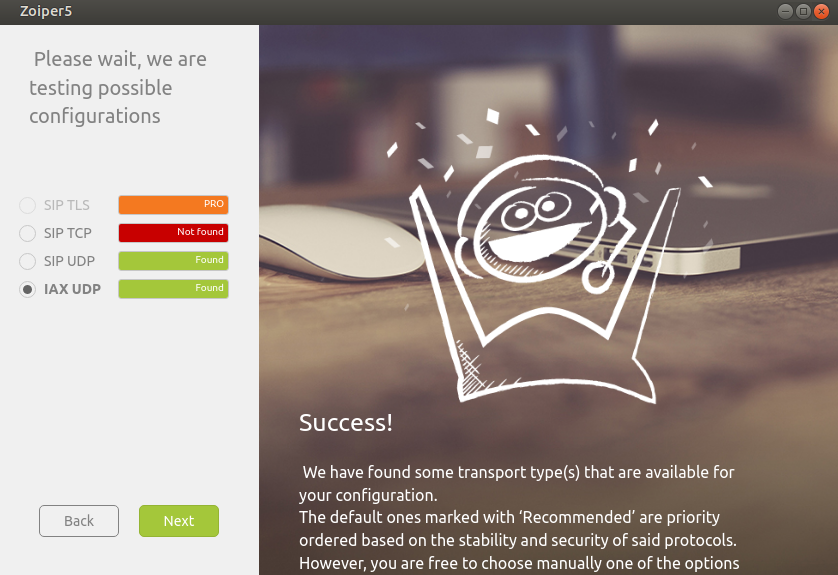 Zoiper5
Please wait, we are
testing possible
configurations
SIP TLS PRO
SIP TCP Not found
SIP UDP Found
IAX UDP Found
Back Next
Success!
We have found some transport type(s) that are available for
your configuration.
The default ones marked with ‘Recommended’ are priority
ordered based on the stability and security of said protocols.
However, you are free to choose manually one of the options